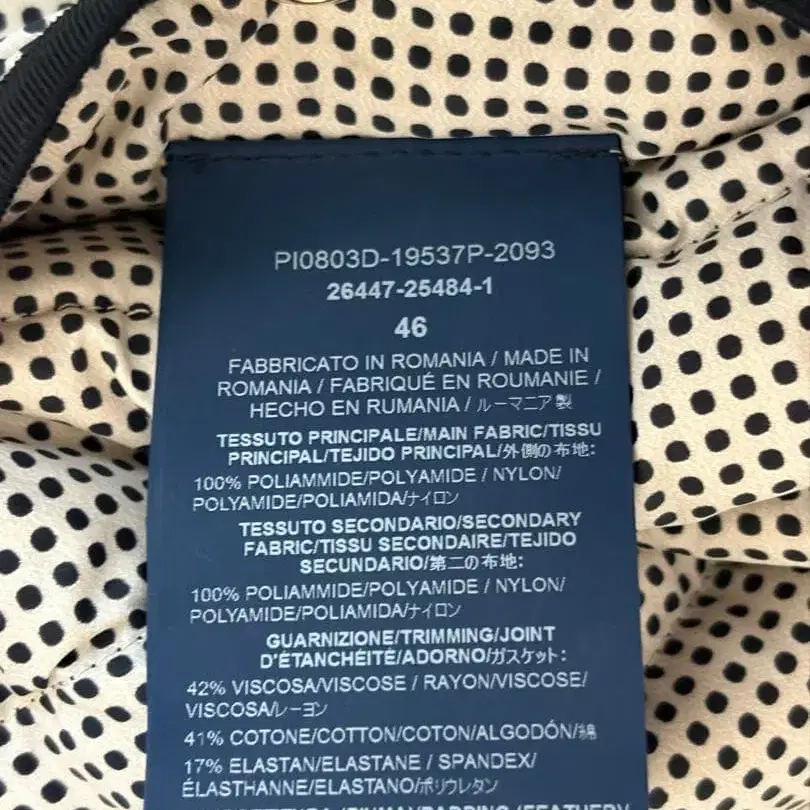 PI0803D-19537P-2093
26447-25484-1
46
FABBRICATO IN ROMANIA / MADE IN
ROMANIA / FABRIQUÉ EN ROUMANIE /
HECHO EN RUMANIA / ルーマニア製
TESSUTO PRINCIPALE/MAIN FABRIC/TISSU
PRINCIPAL/TEJIDO PRINCIPAL/外側の布地:
100% POLIAMMIDE/POLYAMIDE / NYLON/
POLYAMIDE/POLIAMIDA/ナイロン
TESSUTO SECONDARIO/SECONDARY
FABRIC/TISSU SECONDAIRE/TEJIDO
SECUNDARIO/第二の布地:
100% POLIAMMIDE/POLYAMIDE / NYLON/
POLYAMIDE/POLIAMIDA/ナイロン
GUARNIZIONE/TRIMMING/JOINT
D'ÉTANCHÉITÉ/ADORNO/ガスケット:
42% VISCOSA/VISCOSE / RAYON/VISCOSE/
VISCOSA/レーヨン
41% COTONE/COTTON/COTON/ALGODÓN/綿
17% ELASTAN/ELASTANE / SPANDEX/
ÉLASTHANNE/ELASTANO/ポリウレタン